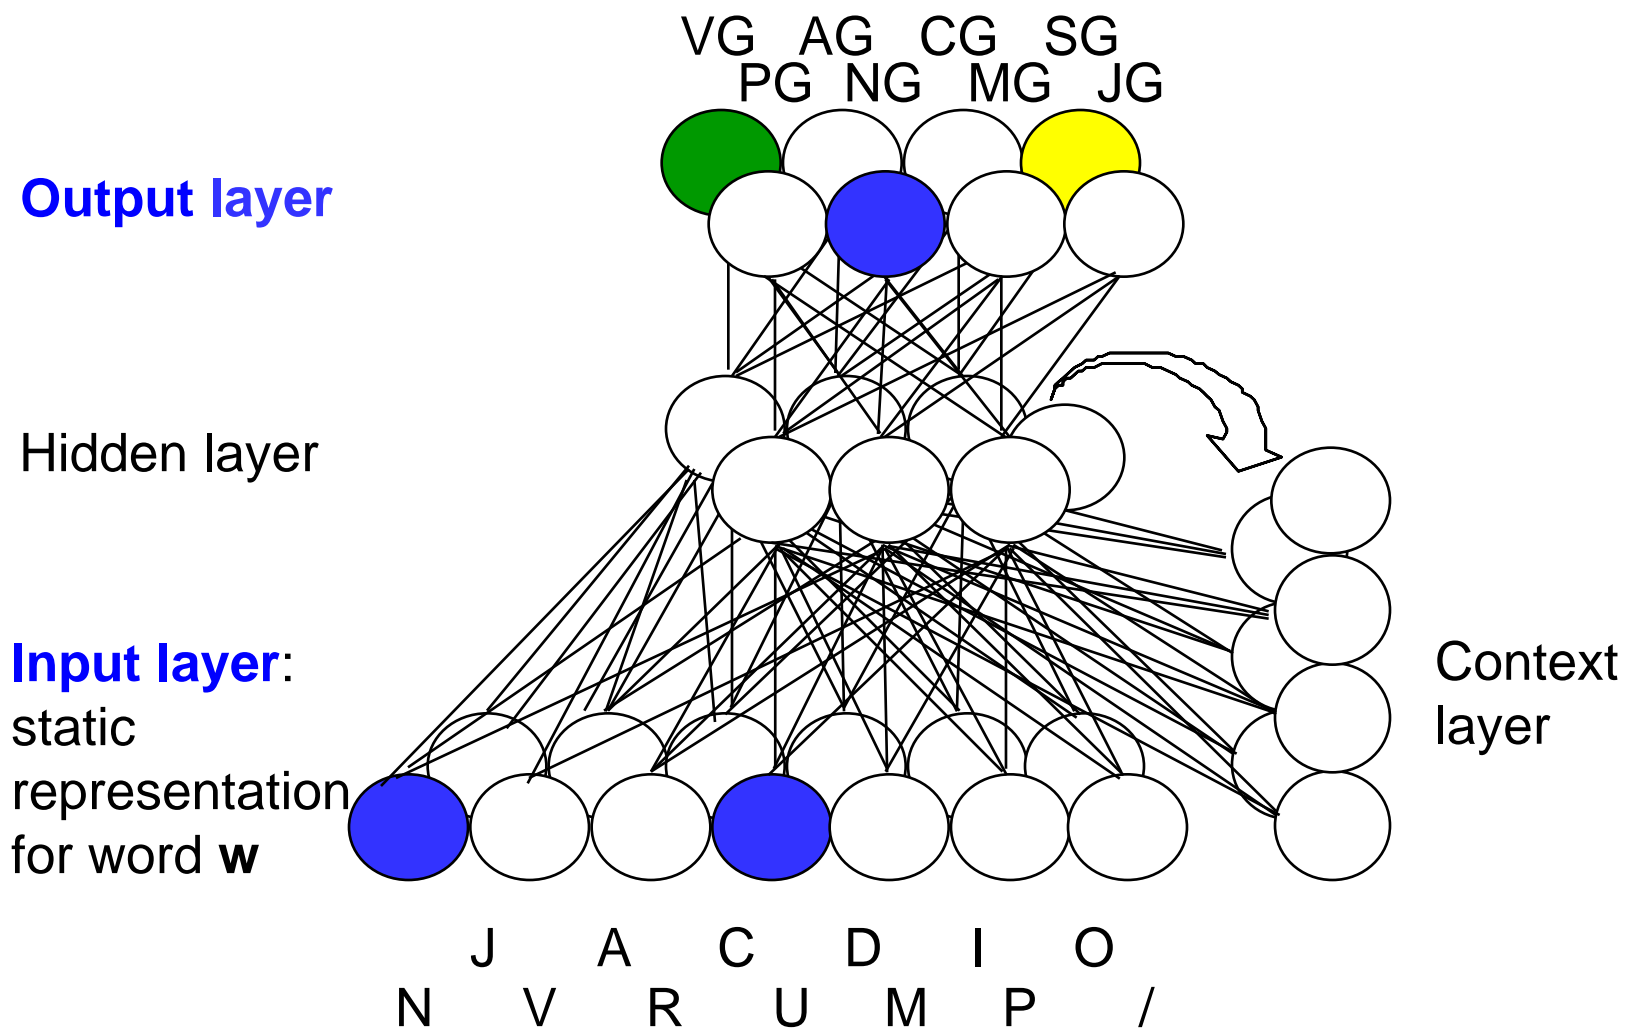 VG AG CG SG
PG NG MG JG
Output layer
Hidden layer
Input layer:
static
representation
for word w
Context
layer
J A C D I O
N V R U M P /